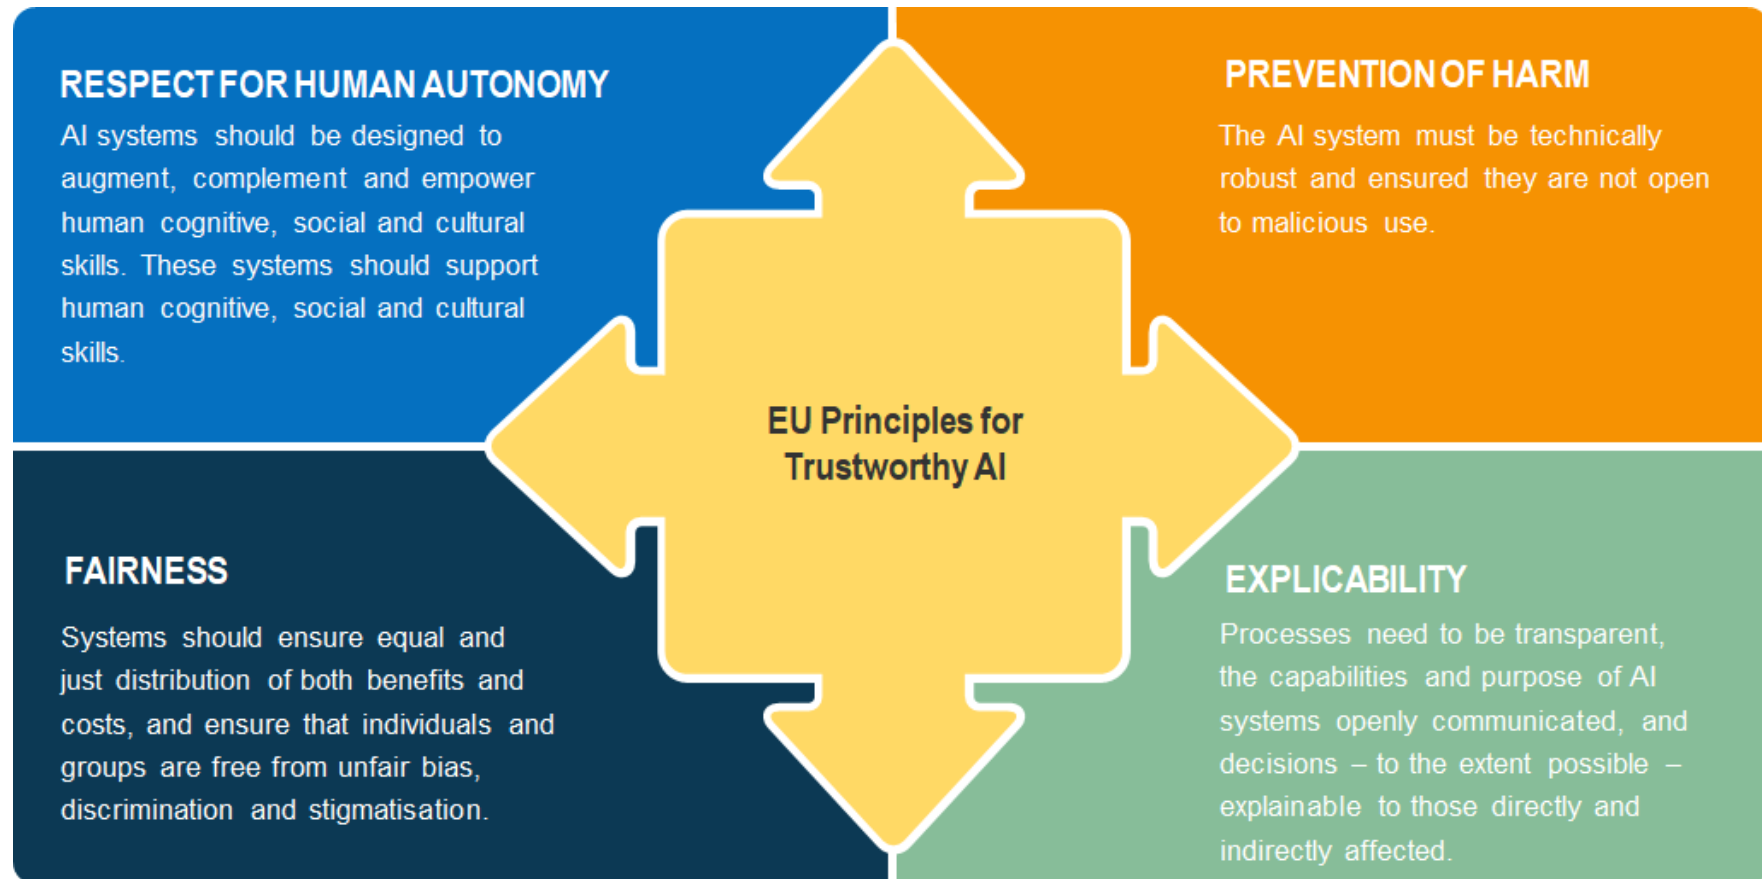 RESPECT FOR HUMAN AUTONOMY
AI systems should be designed to
augment, complement and empower
human cognitive, social and cultural
skills. These systems should support
human cognitive, social and cultural
skills.
PREVENTION OF HARM
The AI system must be technically
robust and ensured they are not open
to malicious use.
EU Principles for
Trustworthy AI
FAIRNESS
Systems should ensure equal and
just distribution of both benefits and
costs, and ensure that individuals and
groups are free from unfair bias,
discrimination and stigmatisation.
EXPLICABILITY
Processes need to be transparent,
the capabilities and purpose of AI
systems openly communicated, and
decisions – to the extent possible –
explainable to those directly and
indirectly affected.